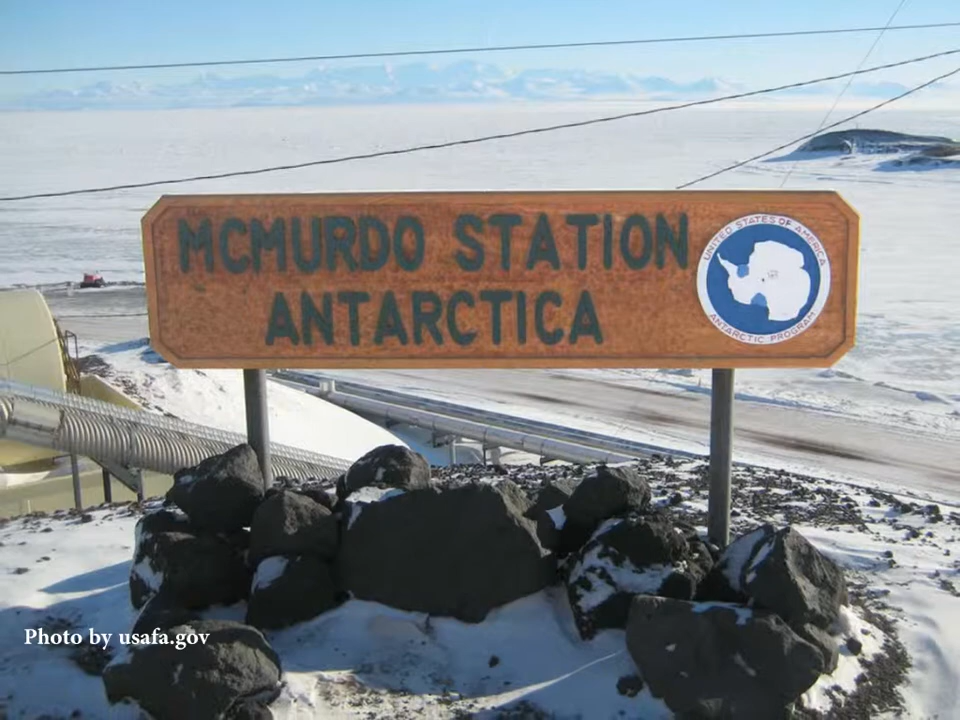 MCMURDO STATION
ANTARCTICA
UNITED STATES OF AMERICA
ANTARCTIC PROGRAM
Photo by usafa.gov